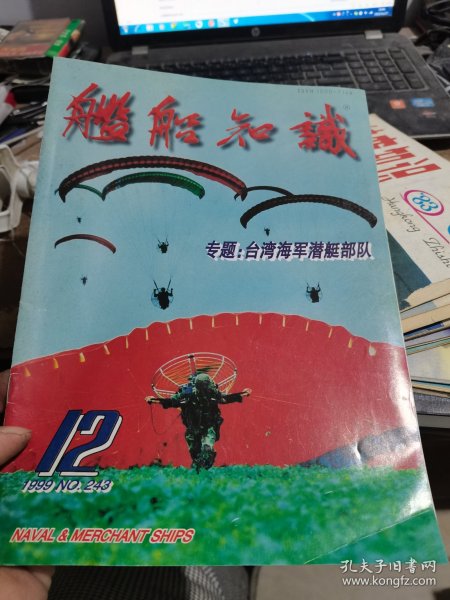 艦船知識
专题:台湾海军潜艇部队
12
1999 NO. 243
NAVAL & MERCHANT SHIPS
83
孔夫子旧书网
www.kongfz.com